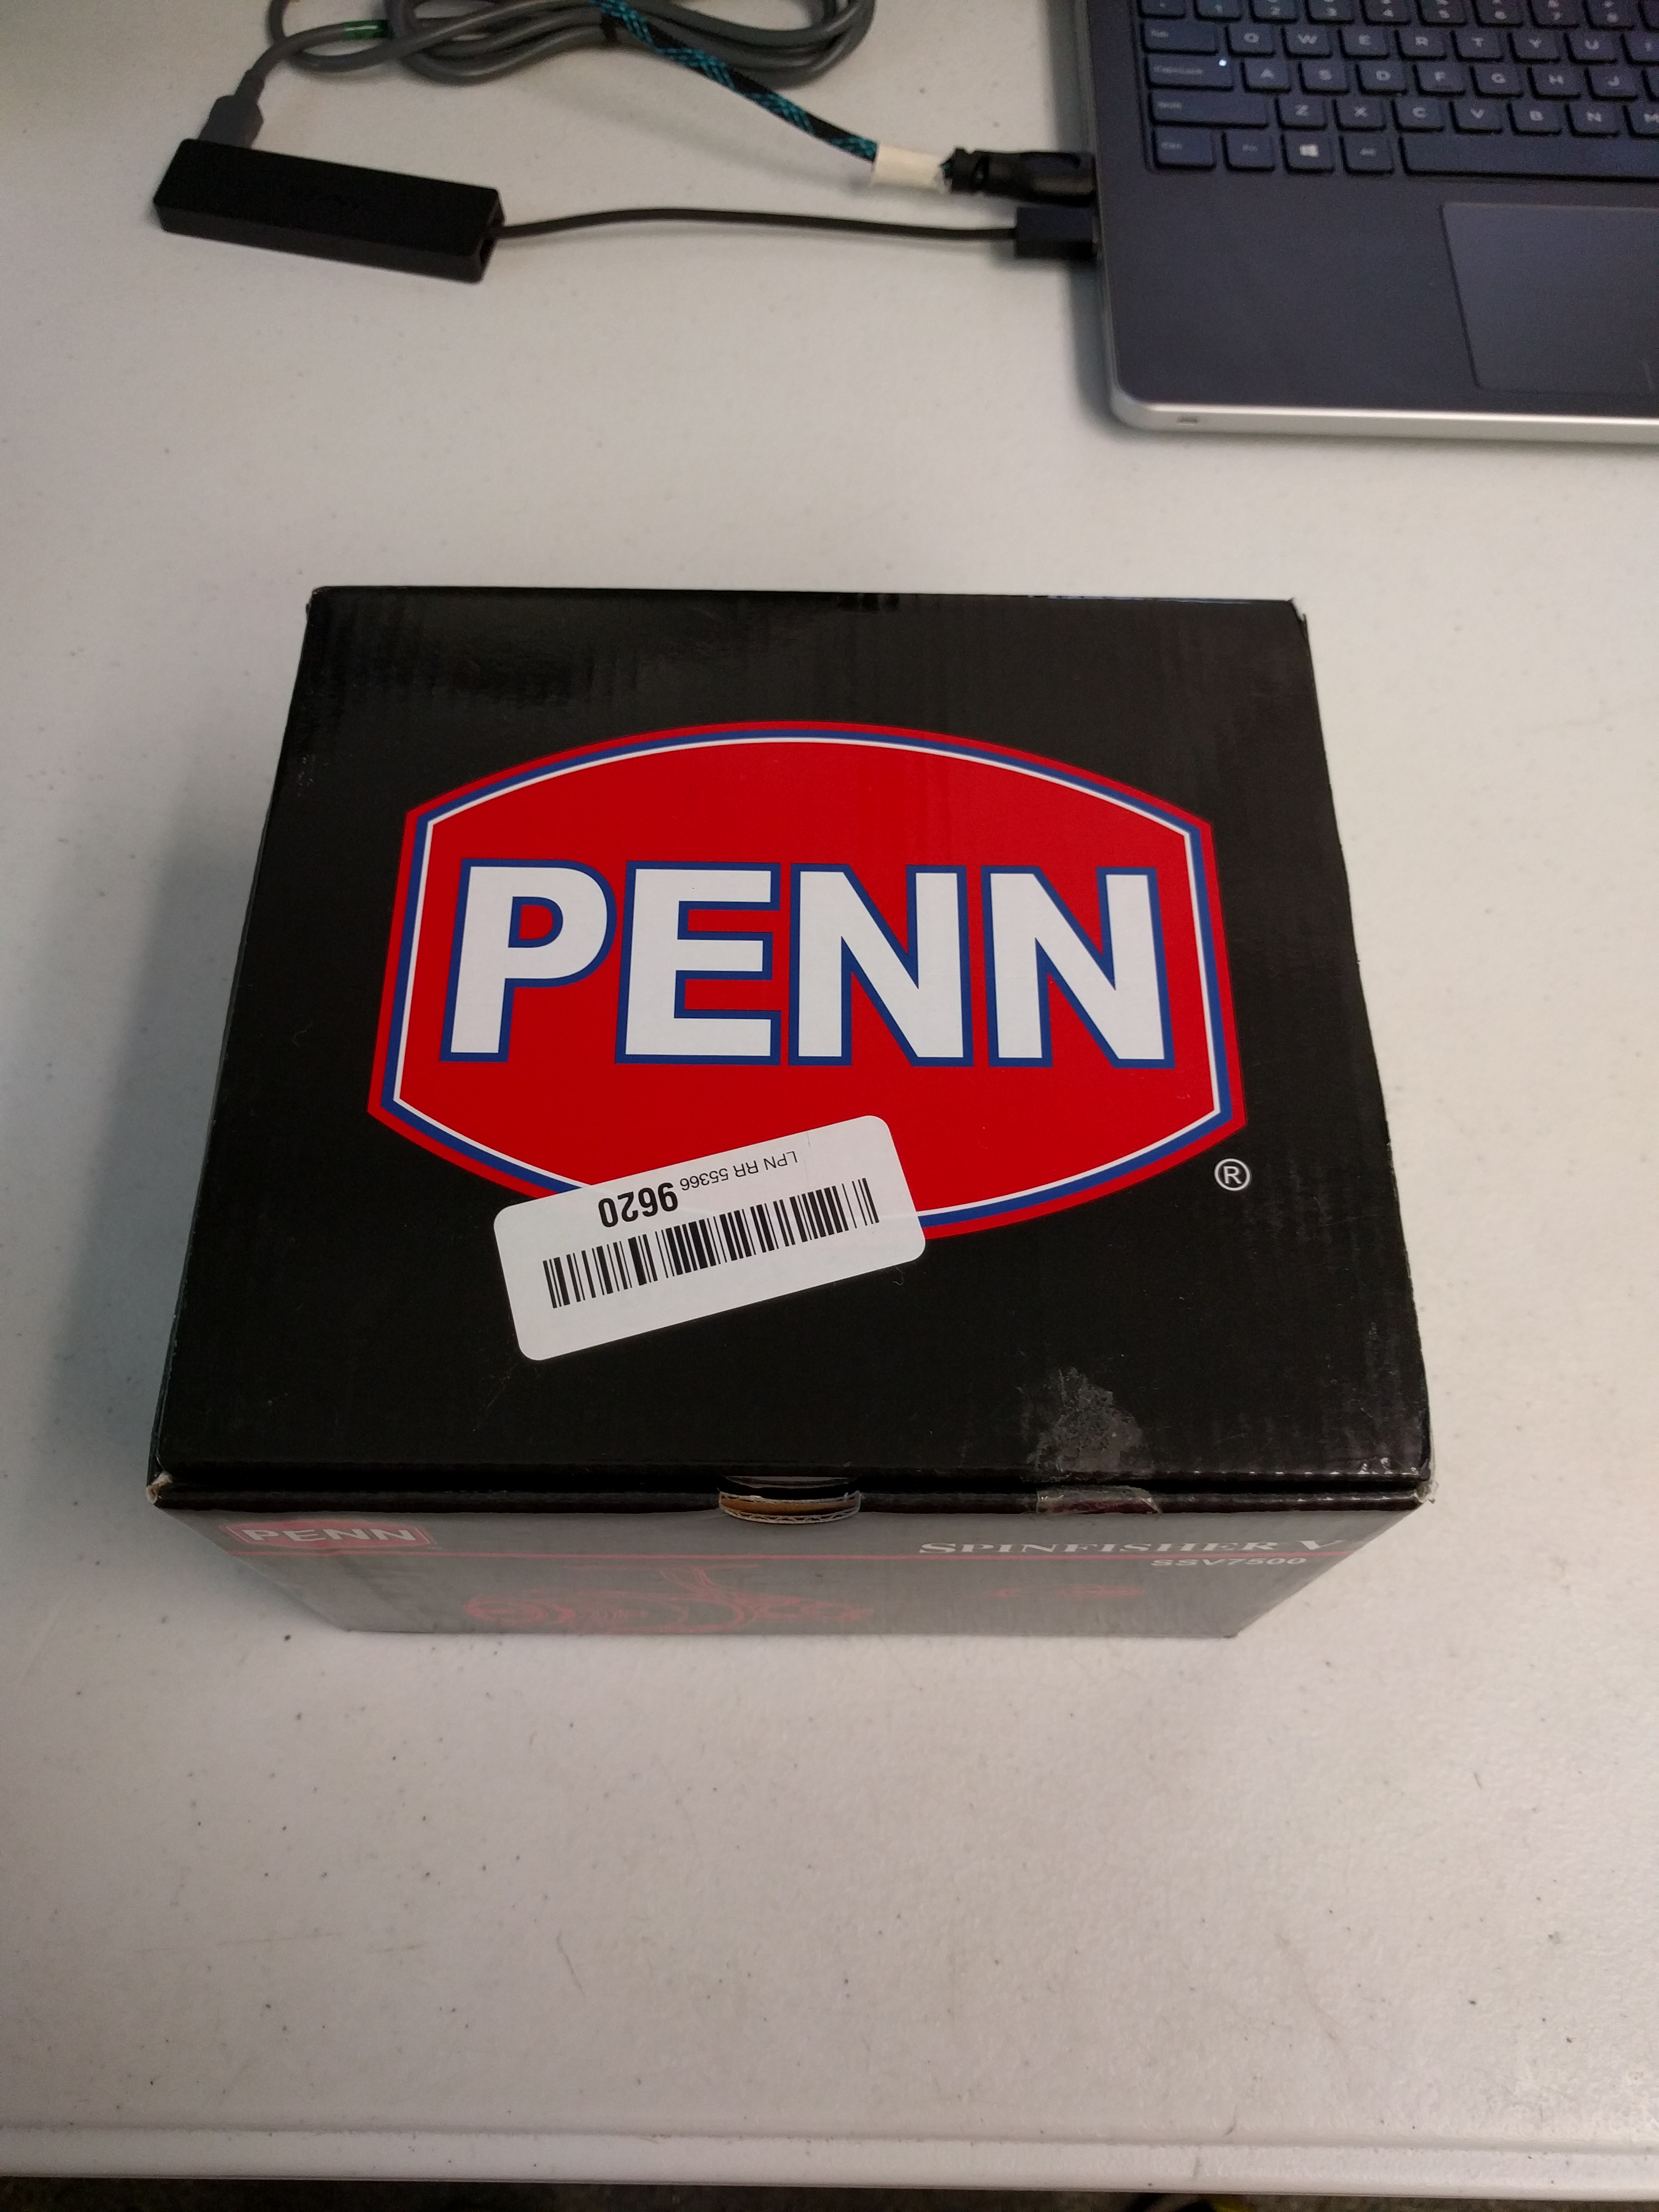 Q W E R T Y U I
A S D F G H J
Z X C V B N M
PENN
®
LPN RR 55366 9620
PENN
SPINFISHER V
SSV7500